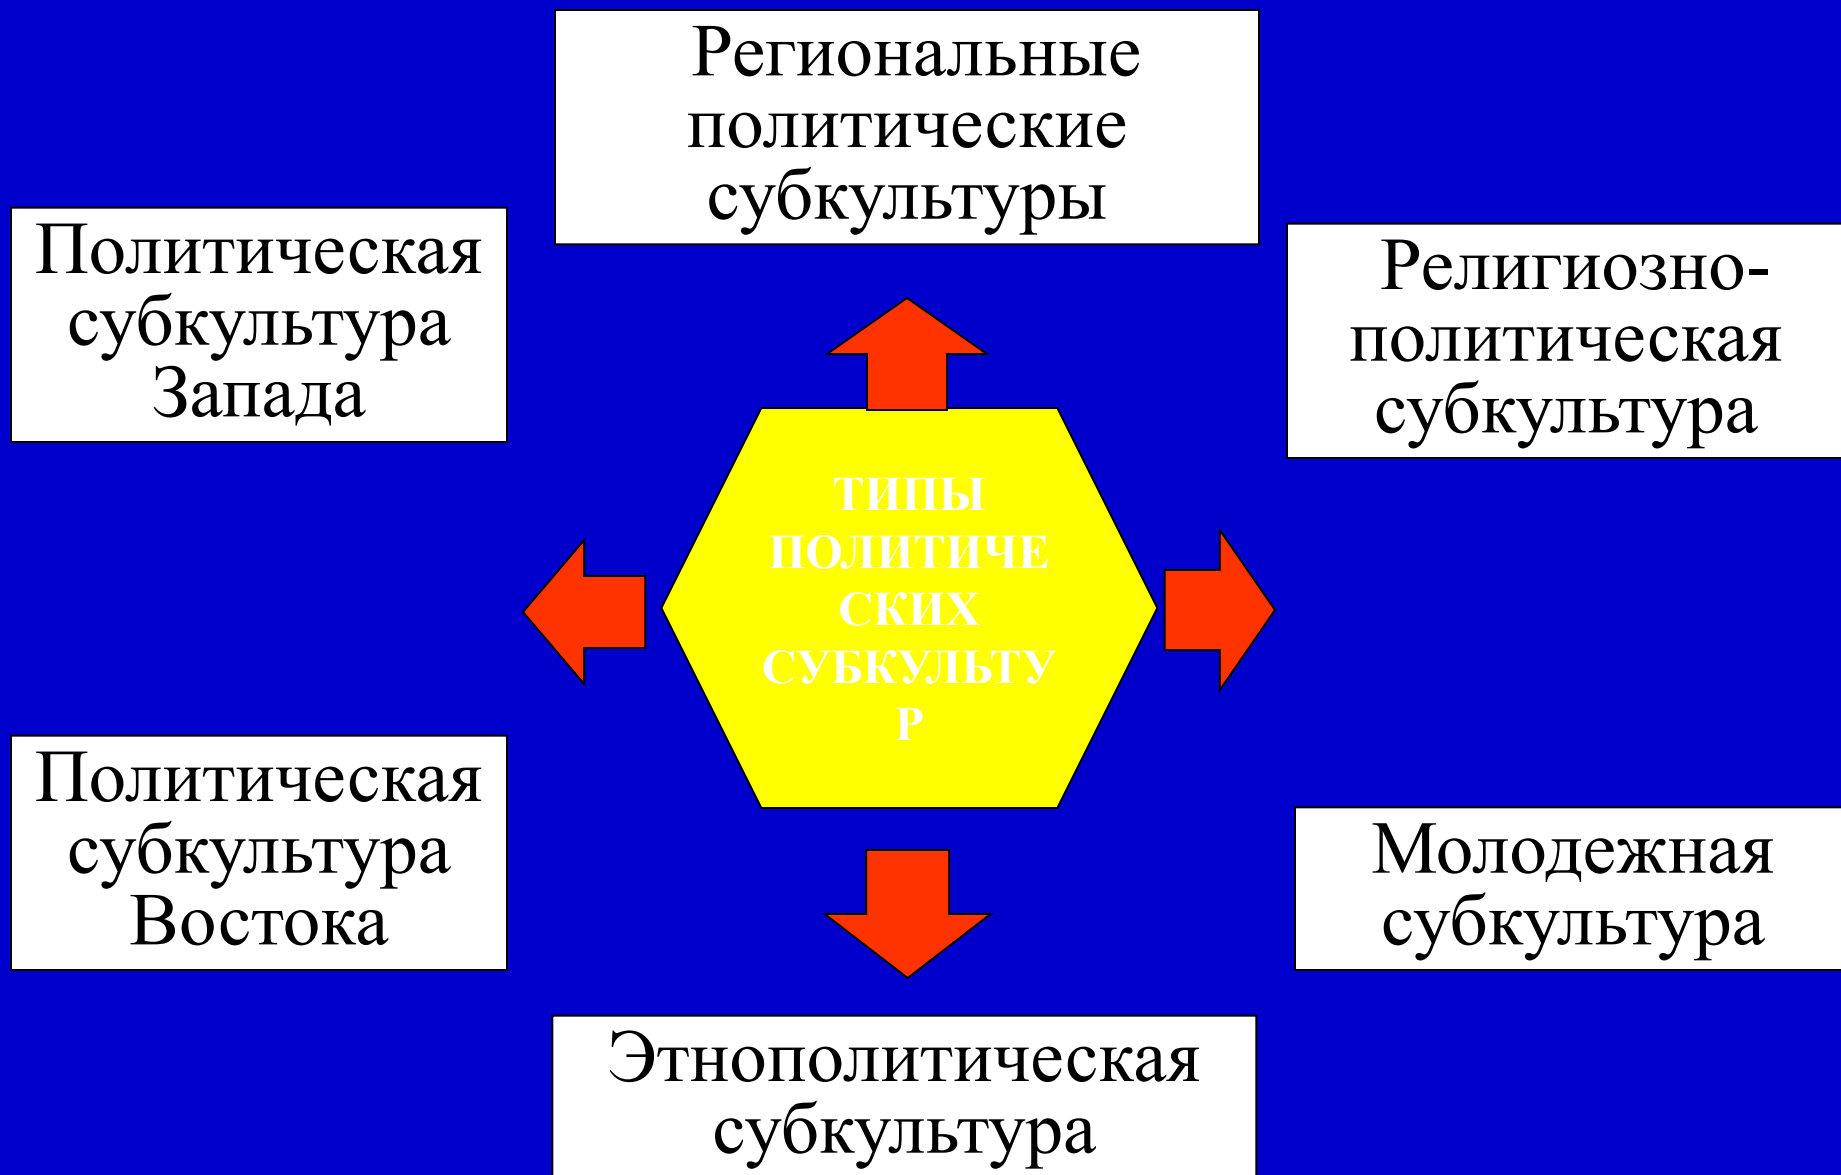 Региональные
политические
субкультуры
Политическая
субкультура
Запада
Религиозно-
политическая
субкультура
ТИПЫ
ПОЛИТИЧЕ
СКИХ
СУБКУЛЬТУ
Р
Политическая
субкультура
Востока
Молодежная
субкультура
Этнополитическая
субкультура